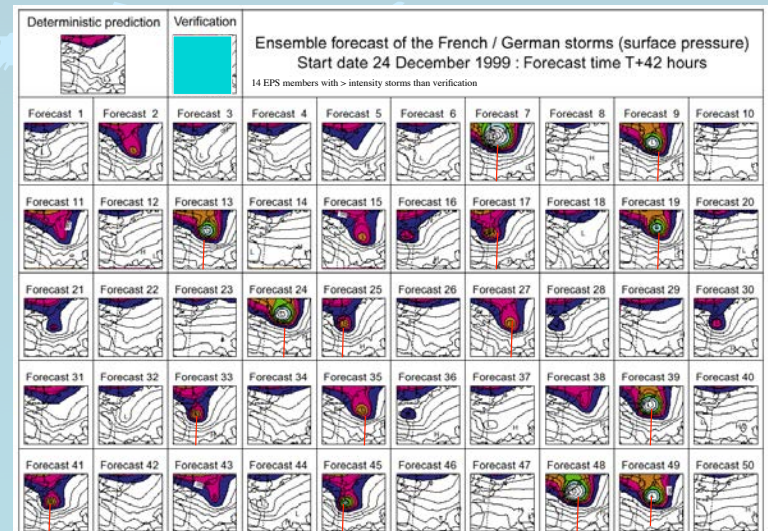 Deterministic prediction
Verification
Ensemble forecast of the French / German storms (surface pressure)
Start date 24 December 1999 : Forecast time T+42 hours
14 EPS members with > intensity storms than verification
Forecast 1
Forecast 2
Forecast 3
Forecast 4
Forecast 5
Forecast 6
Forecast 7
Forecast 8
Forecast 9
Forecast 10
Forecast 11
Forecast 12
Forecast 13
Forecast 14
Forecast 15
Forecast 16
Forecast 17
Forecast 18
Forecast 19
Forecast 20
Forecast 21
Forecast 22
Forecast 23
Forecast 24
Forecast 25
Forecast 26
Forecast 27
Forecast 28
Forecast 29
Forecast 30
Forecast 31
Forecast 32
Forecast 33
Forecast 34
Forecast 35
Forecast 36
Forecast 37
Forecast 38
Forecast 39
Forecast 40
Forecast 41
Forecast 42
Forecast 43
Forecast 44
Forecast 45
Forecast 46
Forecast 47
Forecast 48
Forecast 49
Forecast 50